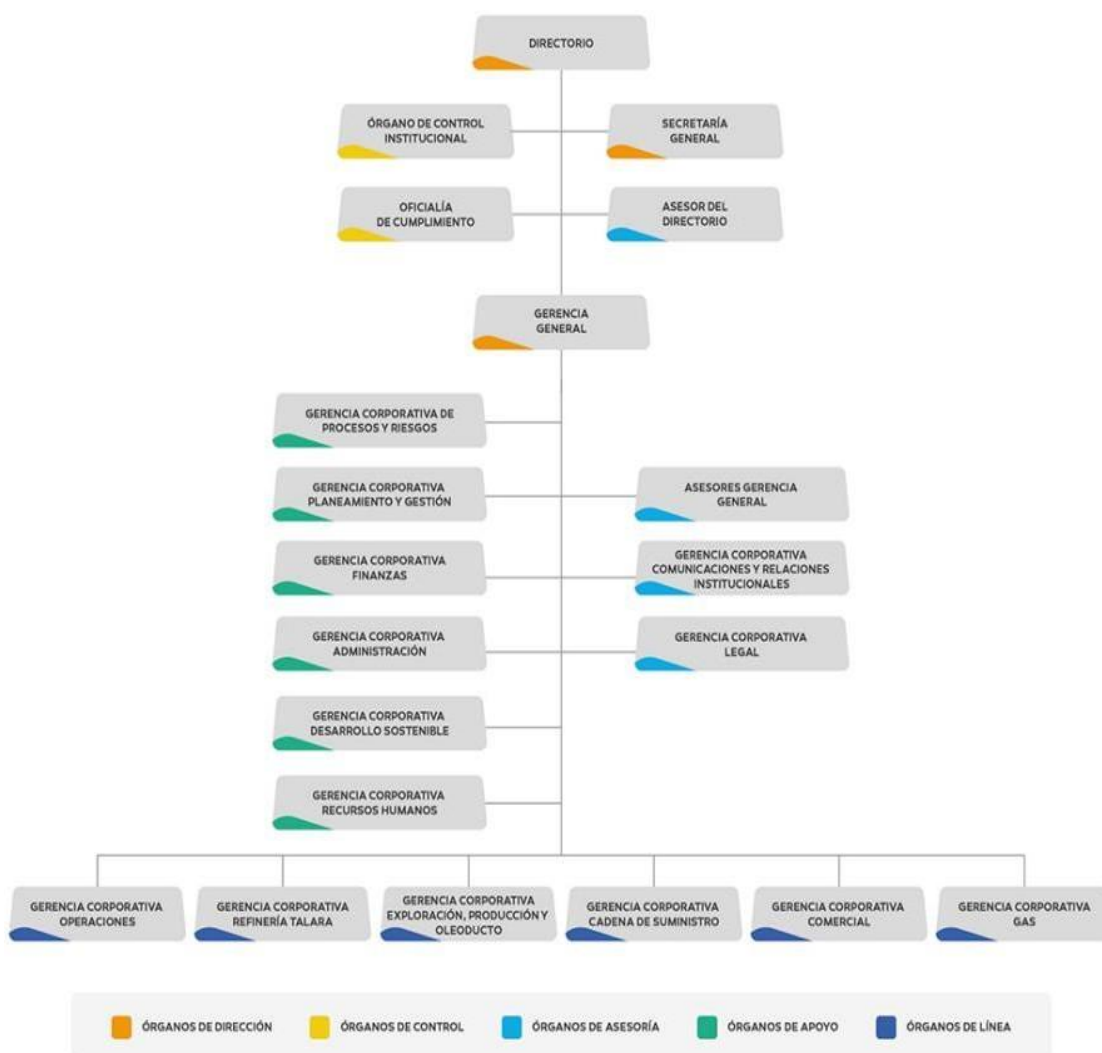 DIRECTORIO
ÓRGANO DE CONTROL
INSTITUCIONAL
SECRETARÍA
GENERAL
OFICIALÍA
DE CUMPLIMIENTO
ASESOR DEL
DIRECTORIO
GERENCIA
GENERAL
GERENCIA CORPORATIVA DE
PROCESOS Y RIESGOS
GERENCIA CORPORATIVA
PLANEAMIENTO Y GESTIÓN
ASESORES GERENCIA
GENERAL
GERENCIA CORPORATIVA
FINANZAS
GERENCIA CORPORATIVA
COMUNICACIONES Y RELACIONES
INSTITUCIONALES
GERENCIA CORPORATIVA
ADMINISTRACIÓN
GERENCIA CORPORATIVA
LEGAL
GERENCIA CORPORATIVA
DESARROLLO SOSTENIBLE
GERENCIA CORPORATIVA
RECURSOS HUMANOS
GERENCIA CORPORATIVA
OPERACIONES
GERENCIA CORPORATIVA
REFINERÍA TALARA
GERENCIA CORPORATIVA
EXPLORACIÓN, PRODUCCIÓN Y
OLEODUCTO
GERENCIA CORPORATIVA
CADENA DE SUMINISTRO
GERENCIA CORPORATIVA
COMERCIAL
GERENCIA CORPORATIVA
GAS
ÓRGANOS DE DIRECCIÓN
ÓRGANOS DE CONTROL
ÓRGANOS DE ASESORÍA
ÓRGANOS DE APOYO
ÓRGANOS DE LÍNEA